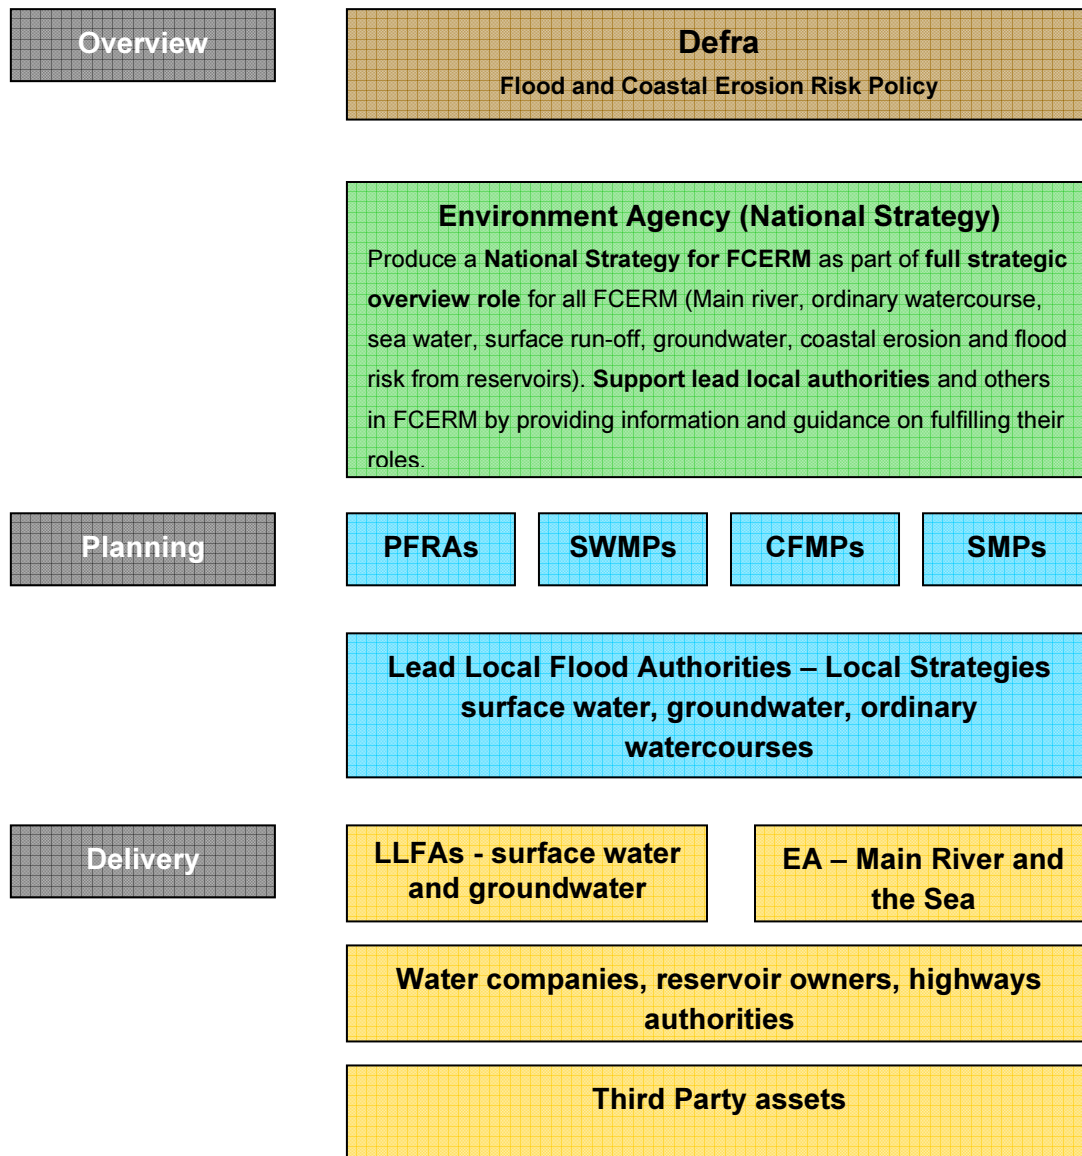 Overview
Defra
Flood and Coastal Erosion Risk Policy
Environment Agency (National Strategy)
Produce a National Strategy for FCERM as part of full strategic
overview role for all FCERM (Main river, ordinary watercourse,
sea water, surface run-off, groundwater, coastal erosion and flood
risk from reservoirs). Support lead local authorities and others
in FCERM by providing information and guidance on fulfilling their
roles.
Planning
PFRAs
SWMPs
CFMPs
SMPs
Lead Local Flood Authorities – Local Strategies
surface water, groundwater, ordinary
watercourses
Delivery
LLFAs - surface water
and groundwater
EA – Main River and
the Sea
Water companies, reservoir owners, highways
authorities
Third Party assets